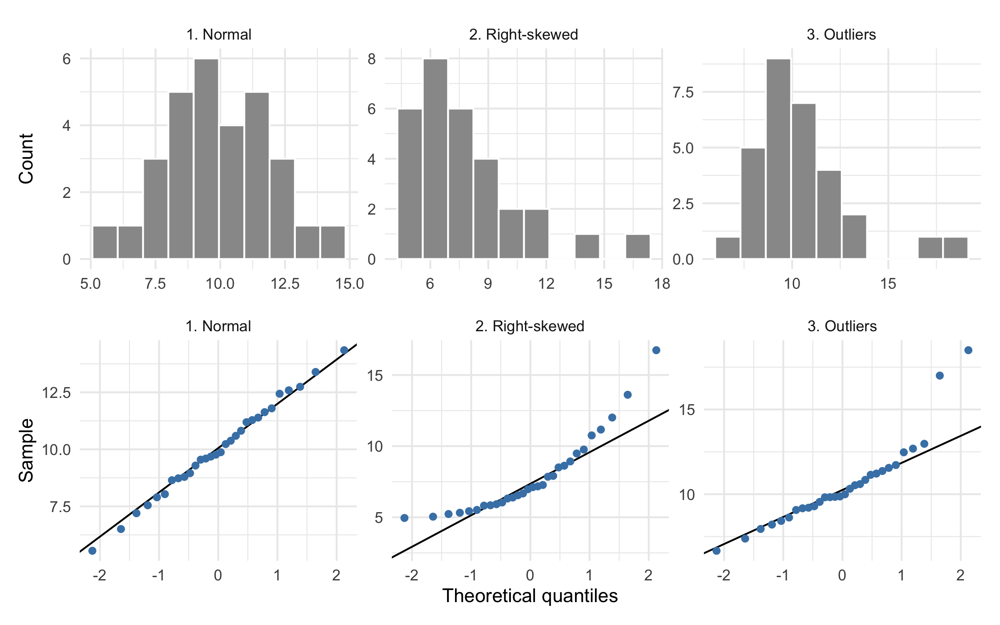 1. Normal
2. Right-skewed
3. Outliers
Count
6
4
2
0
5.0 7.5 10.0 12.5 15.0
8
6
4
2
0
6 9 12 15 18
7.5
5.0
2.5
0.0
10 15
1. Normal
2. Right-skewed
3. Outliers
Sample
12.5
10.0
7.5
-2 -1 0 1 2
15
10
5
-2 -1 0 1 2
15
10
-2 -1 0 1 2
Theoretical quantiles